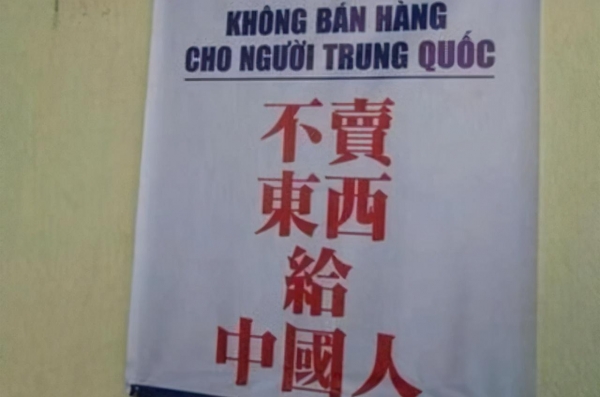 KHÔNG BÁN HÀNG
CHO NGƯỜI TRUNG QUỐC
不賣
東西
給
中國人